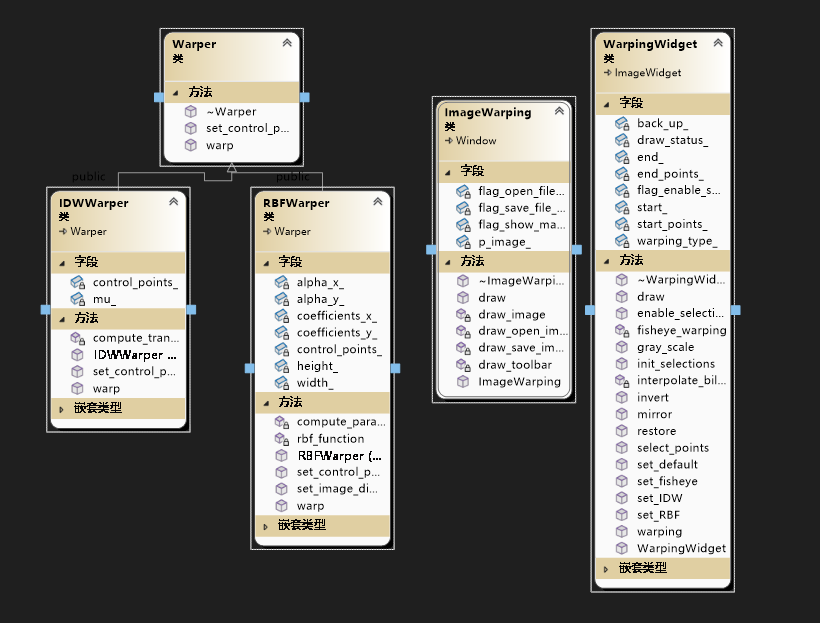 Warper
类
方法
~Warper
set_control_p...
warp
public
public
IDWWarper
类
Warper
字段
control_points_
mu_
方法
compute_tran...
IDWWarper ...
set_control_p...
warp
嵌套类型
RBFWarper
类
Warper
字段
alpha_x_
alpha_y_
coefficients_x_
coefficients_y_
control_points_
height_
width_
方法
compute_para...
rbf_function
RBFWarper (...
set_control_p...
set_image_di...
warp
嵌套类型
ImageWarping
类
Window
字段
flag_open_file...
flag_save_file_...
flag_show_ma...
p_image_
方法
~ImageWarpi...
draw
draw_image
draw_open_im...
draw_save_im...
draw_toolbar
ImageWarping
WarpingWidget
类
ImageWidget
字段
back_up_
draw_status_
end_
end_points_
flag_enable_s...
start_
start_points_
warping_type_
方法
~WarpingWid...
draw
enable_selecti...
fisheye_warping
gray_scale
init_selections
interpolate_bil...
invert
mirror
restore
select_points
set_default
set_fisheye
set_IDW
set_RBF
warping
WarpingWidget
嵌套类型